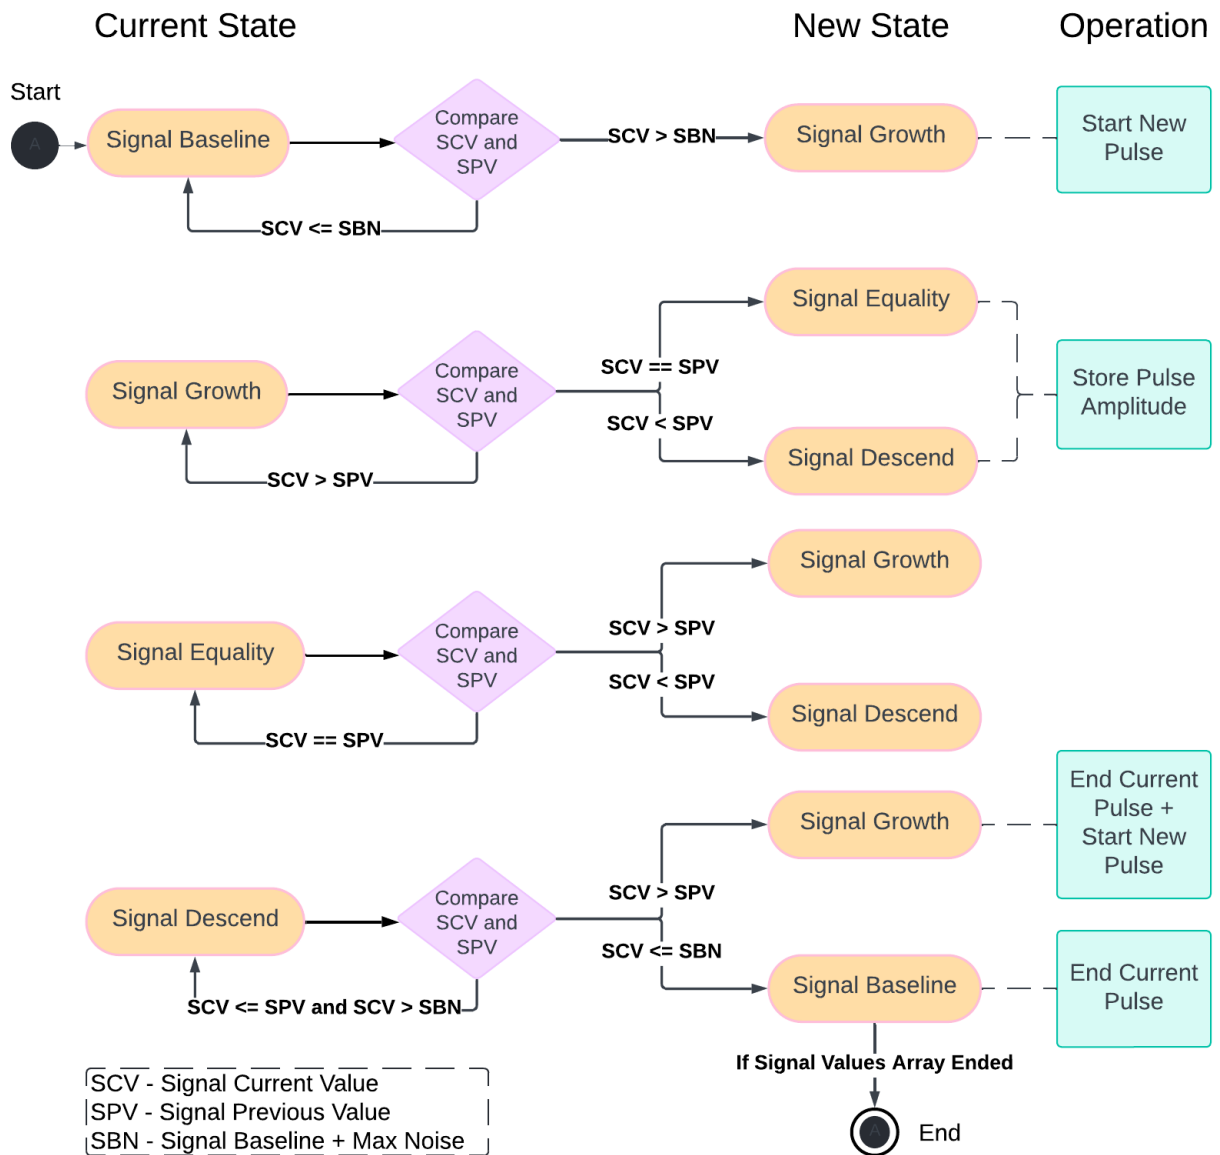 Current State
New State
Operation
Start
A
Signal Baseline
Compare
SCV and
SPV
SCV > SBN
Signal Growth
Start New
Pulse
SCV <= SBN
Signal Growth
Compare
SCV and
SPV
SCV == SPV
SCV < SPV
SCV > SPV
Signal Equality
Signal Descend
Store Pulse
Amplitude
Signal Equality
Compare
SCV and
SPV
SCV > SPV
SCV < SPV
SCV == SPV
Signal Growth
Signal Descend
Signal Descend
Compare
SCV and
SPV
SCV > SPV
SCV <= SBN
SCV <= SPV and SCV > SBN
Signal Growth
End Current
Pulse +
Start New
Pulse
Signal Baseline
End Current
Pulse
If Signal Values Array Ended
A
End
SCV - Signal Current Value
SPV - Signal Previous Value
SBN - Signal Baseline + Max Noise